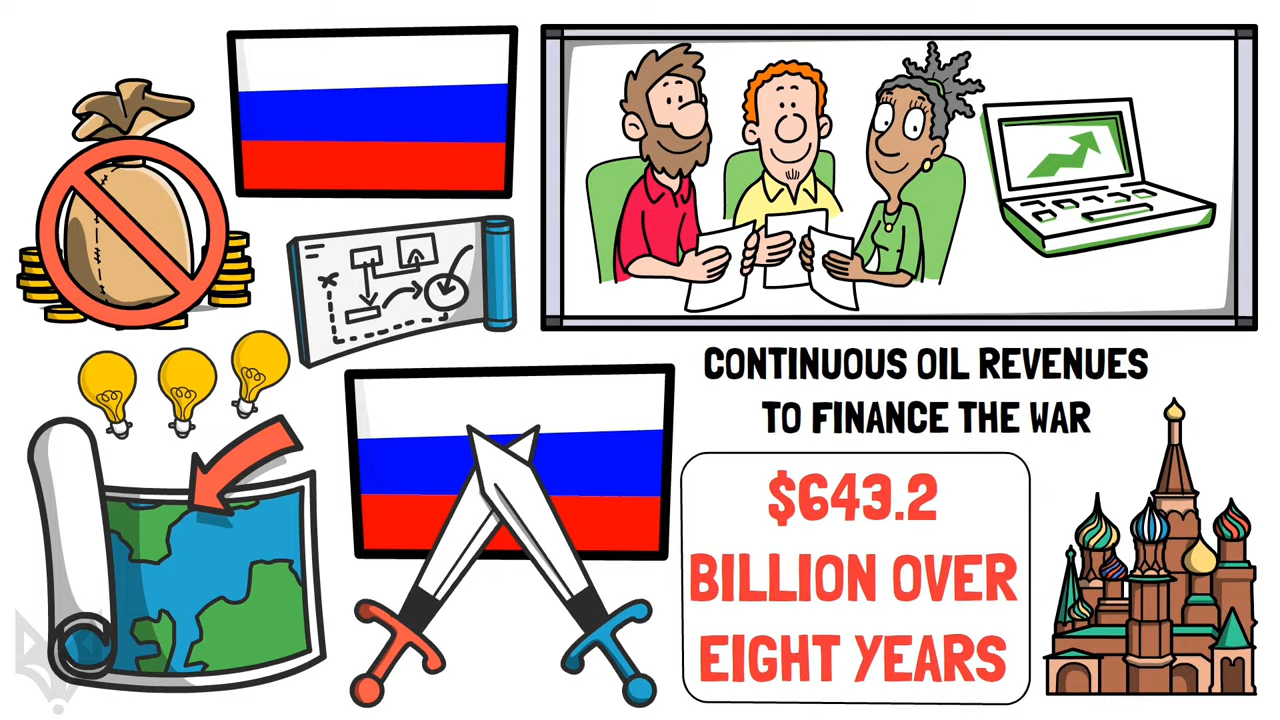 CONTINUOUS OIL REVENUES
TO FINANCE THE WAR
$643.2
BILLION OVER
EIGHT YEARS